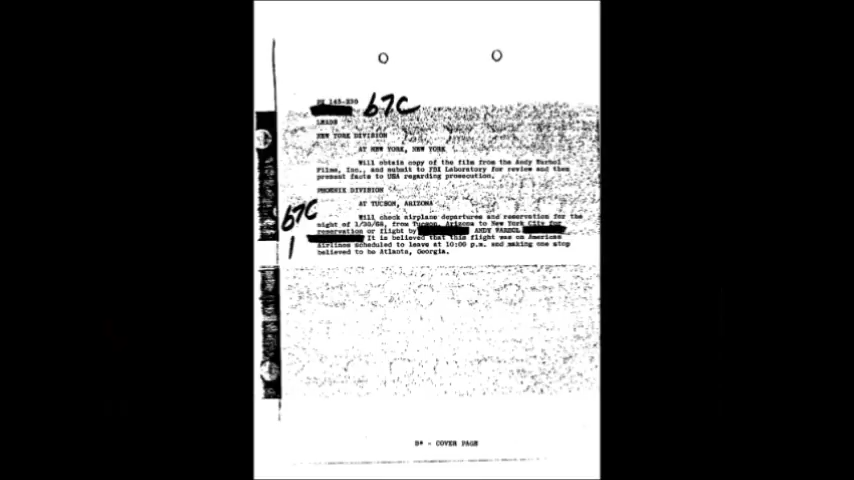 PX 145-230
b7C
LEADS
NEW YORK DIVISION
AT NEW YORK, NEW YORK
Will obtain copy of the film from the Andy Warhol
Films, Inc., and submit to FBI Laboratory for review and then
present facts to USA regarding prosecution.
PHOENIX DIVISION
AT TUCSON, ARIZONA
b7C
Will check airplane departures and reservation for the
night of 1/30/68, from Tucson, Arizona to New York City for
reservation or flight by ANDY WARHOL
It is believed that this flight was on American
Airlines scheduled to leave at 10:00 p.m. and making one stop
believed to be Atlanta, Georgia.
B* - COVER PAGE